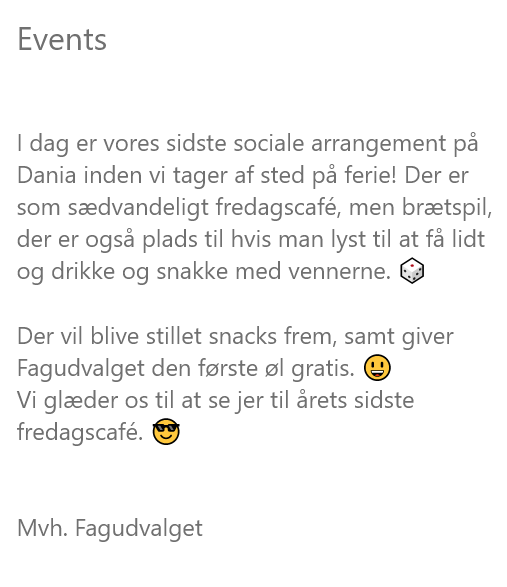 Events
I dag er vores sidste sociale arrangement på
Dania inden vi tager af sted på ferie! Der er
som sædvandeligt fredagscafé, men brætspil,
der er også plads til hvis man lyst til at få lidt
og drikke og snakke med vennerne. 🎲
Der vil blive stillet snacks frem, samt giver
Fagudvalget den første øl gratis. 😃
Vi glæder os til at se jer til årets sidste
fredagscafé. 😎
Mvh. Fagudvalget